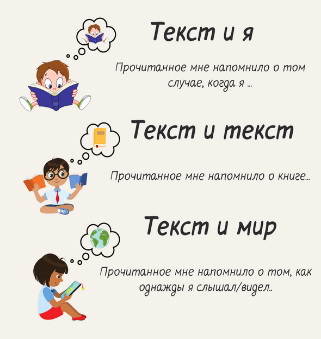 Текст и я
Прочитанное мне напомнило о том
случае, когда я ...
Текст и текст
Прочитанное мне напомнило о книге...
Текст и мир
Прочитанное мне напомнило о том, как
однажды я слышал/видел..